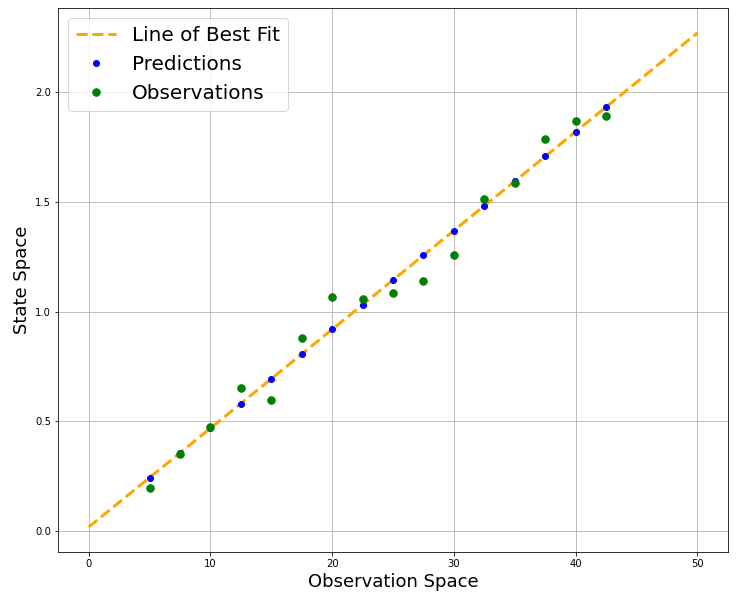 Line of Best Fit
Predictions
Observations
2.0
1.5
1.0
0.5
0.0
State Space
0 10 20 30 40 50
Observation Space